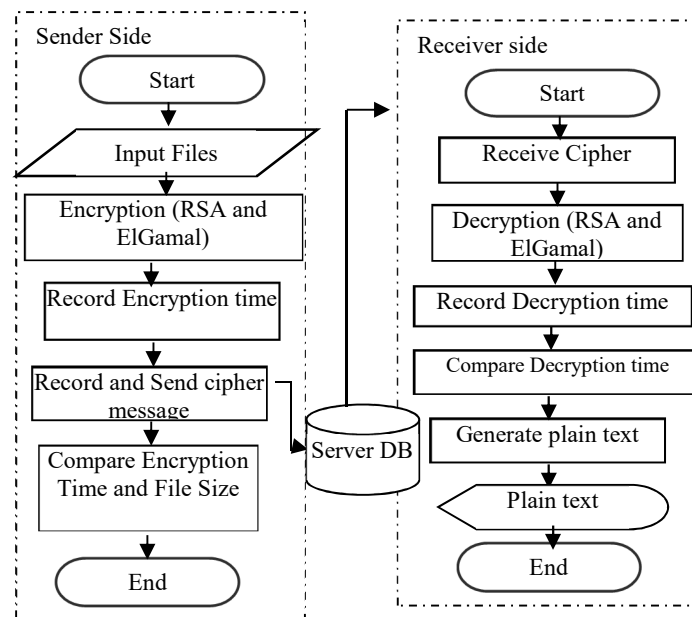 Sender Side
Start
Input Files
Encryption (RSA and
ElGamal)
Record Encryption time
Record and Send cipher
message
Compare Encryption
Time and File Size
End
Server DB
Receiver side
Start
Receive Cipher
Decryption (RSA and
ElGamal)
Record Decryption time
Compare Decryption time
Generate plain text
Plain text
End